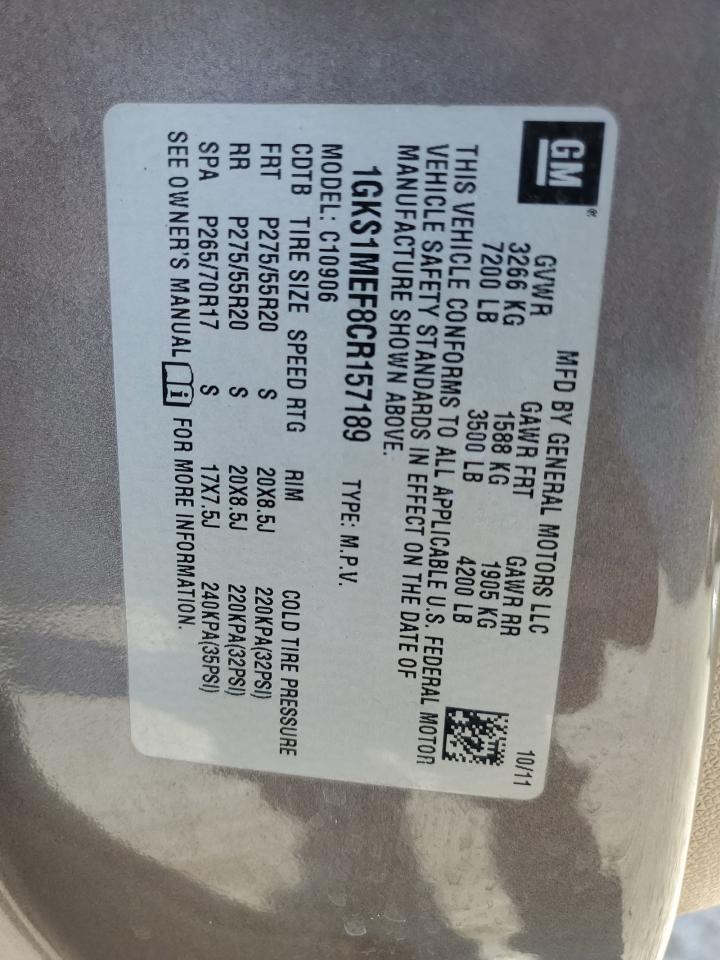 GM®
MFD BY GENERAL MOTORS LLC 10/11
GVWR GAWR FRT GAWR RR
3266 KG 1588 KG 1905 KG
7200 LB 3500 LB 4200 LB
THIS VEHICLE CONFORMS TO ALL APPLICABLE U.S. FEDERAL MOTOR
VEHICLE SAFETY STANDARDS IN EFFECT ON THE DATE OF
MANUFACTURE SHOWN ABOVE.
1GKS1MEF8CR157189 TYPE: M.P.V.
MODEL: C10906
CDTB TIRE SIZE SPEED RTG RIM COLD TIRE PRESSURE
FRT P275/55R20 S 20X8.5J 220KPA(32PSI)
RR P275/55R20 S 20X8.5J 220KPA(32PSI)
SPA P265/70R17 S 17X7.5J 240KPA(35PSI)
SEE OWNER'S MANUAL i FOR MORE INFORMATION.